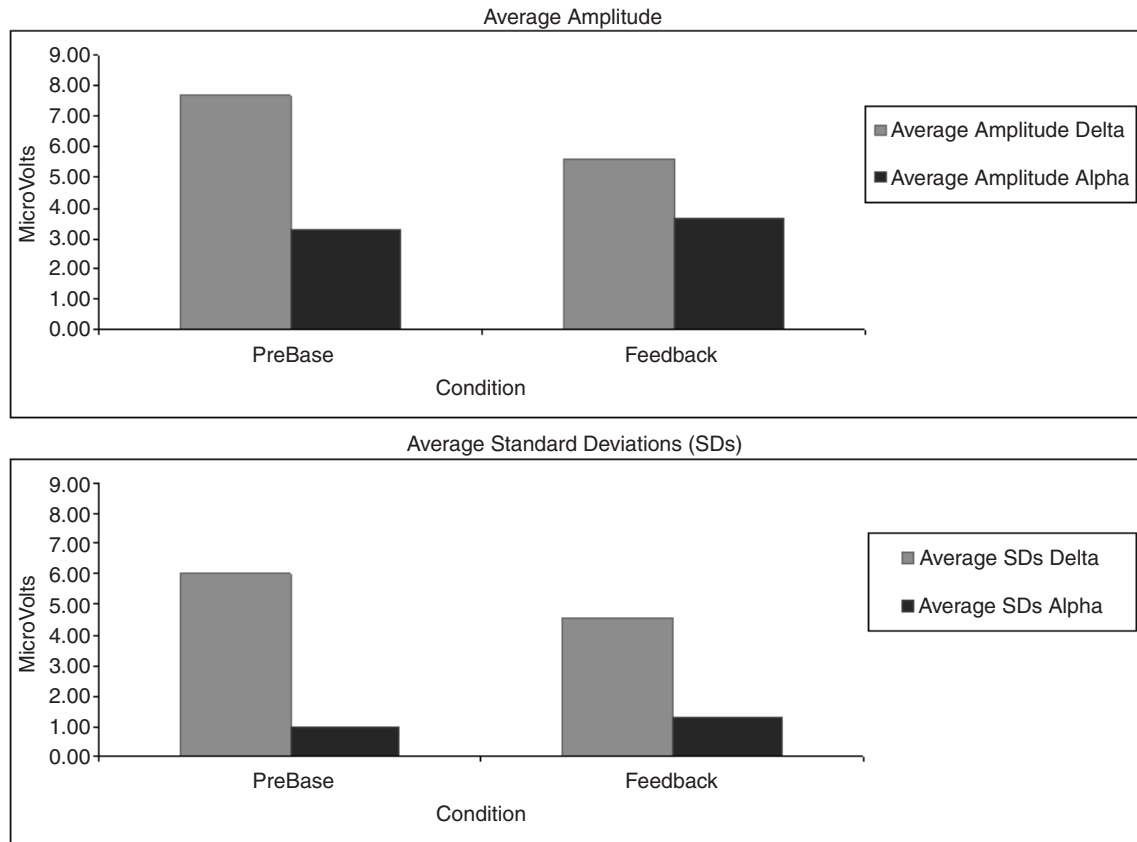 Average Amplitude
9.00
8.00
7.00
6.00
5.00
4.00
3.00
2.00
1.00
0.00
MicroVolts
PreBase
Feedback
Condition
Average Amplitude Delta
Average Amplitude Alpha
Average Standard Deviations (SDs)
9.00
8.00
7.00
6.00
5.00
4.00
3.00
2.00
1.00
0.00
MicroVolts
PreBase
Feedback
Condition
Average SDs Delta
Average SDs Alpha